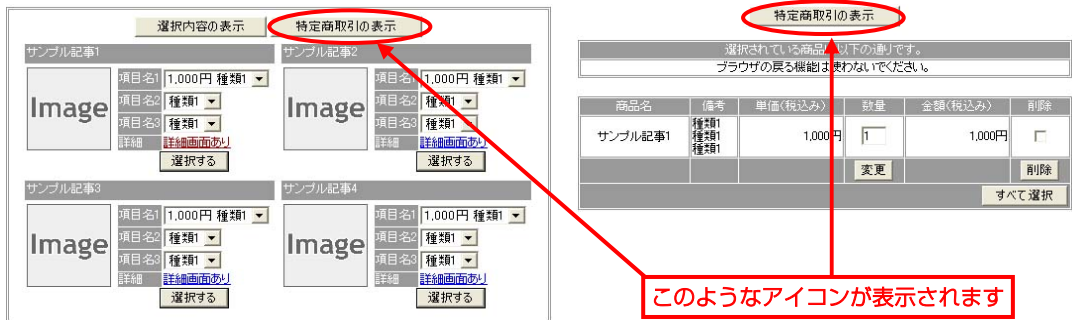 選択内容の表示 特定商取引の表示
サンプル記事1 サンプル記事2
Image 項目名1 1,000円 種類1 Image 項目名1 1,000円 種類1
項目名2 種類1 項目名2 種類1
項目名3 種類1 項目名3 種類1
詳細 詳細画面あり 詳細 詳細画面あり
選択する 選択する
サンプル記事3 サンプル記事4
Image 項目名1 1,000円 種類1 Image 項目名1 1,000円 種類1
項目名2 種類1 項目名2 種類1
項目名3 種類1 項目名3 種類1
詳細 詳細画面あり 詳細 詳細画面あり
選択する 選択する
特定商取引の表示
選択されている商品は以下の通りです。
ブラウザの戻る機能は使わないでください。
商品名 備考 単価(税込み) 数量 金額(税込み) 削除
サンプル記事1 種類1 1,000円 1 1,000円
種類1
種類1
変更 削除
すべて選択
このようなアイコンが表示されます